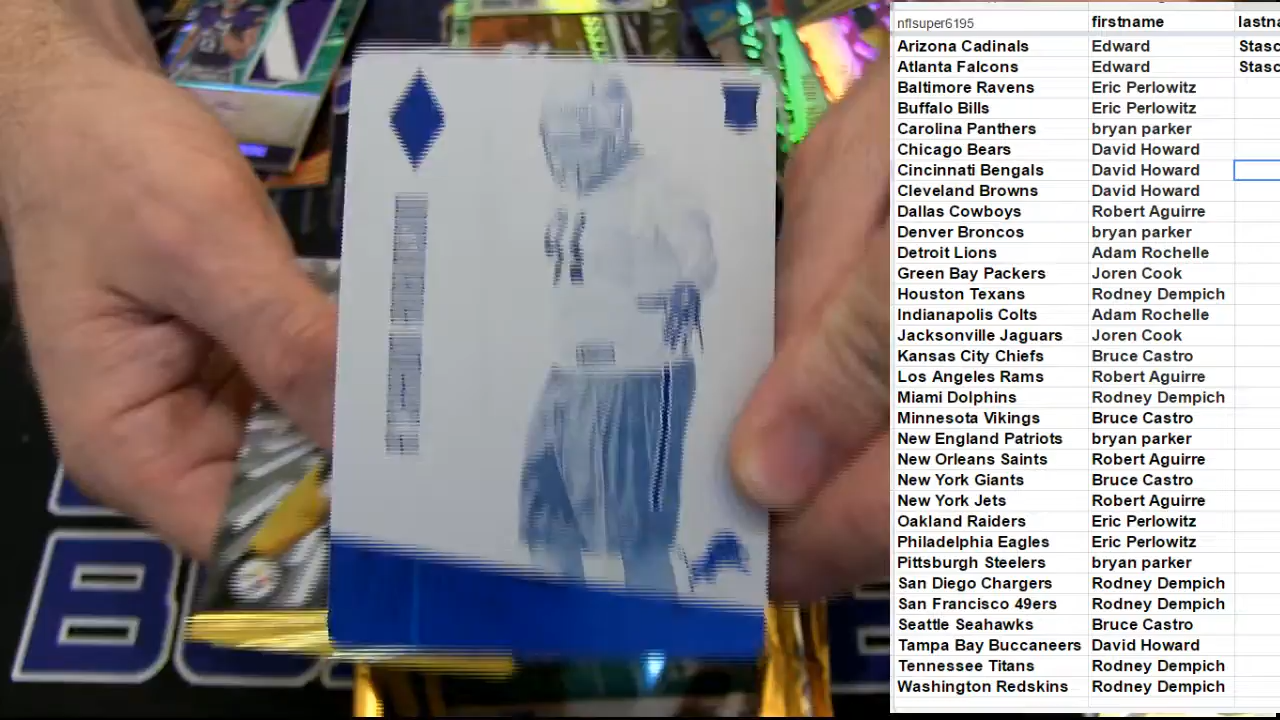 nflsuper6195 firstname lastn
Arizona Cadinals Edward Stasc
Atlanta Falcons Edward Stasc
Baltimore Ravens Eric Perlowitz
Buffalo Bills Eric Perlowitz
Carolina Panthers bryan parker
Chicago Bears David Howard
Cincinnati Bengals David Howard
Cleveland Browns David Howard
Dallas Cowboys Robert Aguirre
Denver Broncos bryan parker
Detroit Lions Adam Rochelle
Green Bay Packers Joren Cook
Houston Texans Rodney Dempich
Indianapolis Colts Adam Rochelle
Jacksonville Jaguars Joren Cook
Kansas City Chiefs Bruce Castro
Los Angeles Rams Robert Aguirre
Miami Dolphins Rodney Dempich
Minnesota Vikings Bruce Castro
New England Patriots bryan parker
New Orleans Saints Robert Aguirre
New York Giants Bruce Castro
New York Jets Robert Aguirre
Oakland Raiders Eric Perlowitz
Philadelphia Eagles Eric Perlowitz
Pittsburgh Steelers bryan parker
San Diego Chargers Rodney Dempich
San Francisco 49ers Rodney Dempich
Seattle Seahawks Bruce Castro
Tampa Bay Buccaneers David Howard
Tennessee Titans Rodney Dempich
Washington Redskins Rodney Dempich